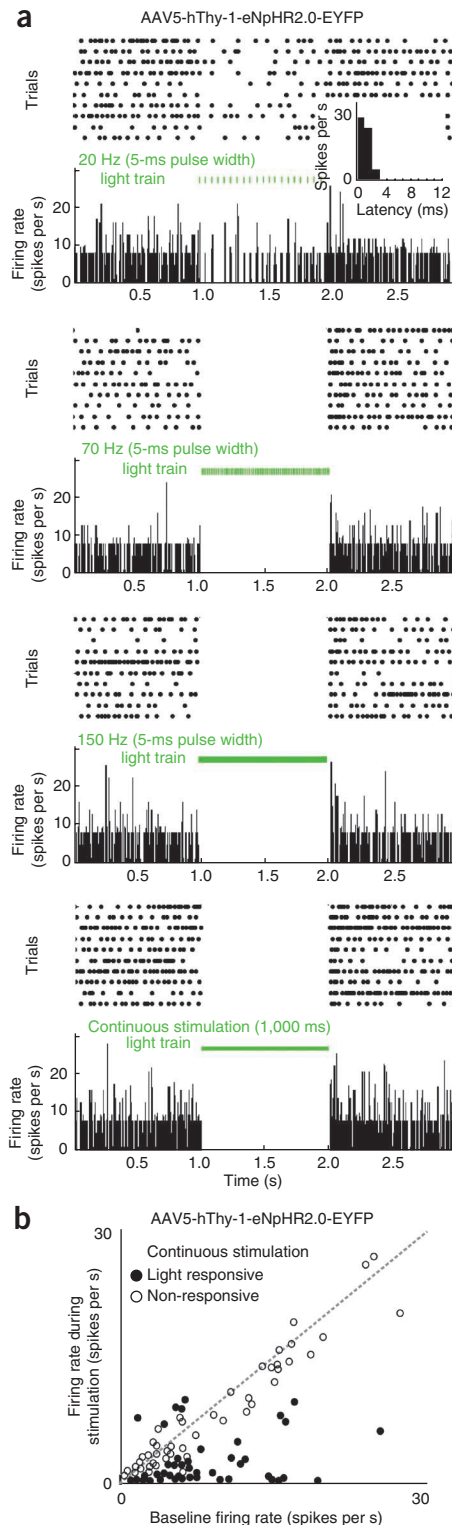 a
AAV5-hThy-1-eNpHR2.0-EYFP
Trials
30
0
Spikes per s
0 4 8 12
Latency (ms)
20 Hz (5-ms pulse width)
light train
Firing rate
(spikes per s)
20
10
0
0.5 1.0 1.5 2.0 2.5
Trials
70 Hz (5-ms pulse width)
light train
Firing rate
(spikes per s)
20
10
0
0.5 1.0 1.5 2.0 2.5
Trials
150 Hz (5-ms pulse width)
light train
Firing rate
(spikes per s)
20
10
0
0.5 1.0 1.5 2.0 2.5
Trials
Continuous stimulation (1,000 ms)
light train
Firing rate
(spikes per s)
20
10
0
0.5 1.0 1.5 2.0 2.5
Time (s)
b
AAV5-hThy-1-eNpHR2.0-EYFP
30
Continuous stimulation
Light responsive
Non-responsive
Firing rate during
stimulation (spikes per s)
0
0 30
Baseline firing rate (spikes per s)